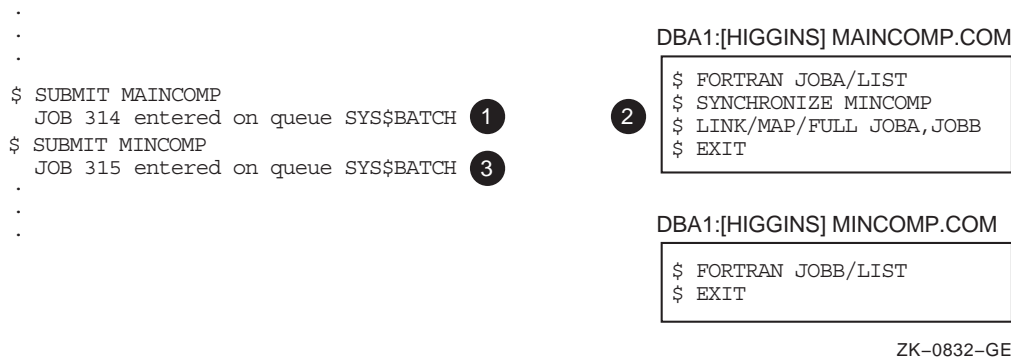 .
.
.
$ SUBMIT MAINCOMP
JOB 314 entered on queue SYS$BATCH 1
$ SUBMIT MINCOMP
JOB 315 entered on queue SYS$BATCH 3
.
.
.
DBA1:[HIGGINS] MAINCOMP.COM
$ FORTRAN JOBA/LIST
2 $ SYNCHRONIZE MINCOMP
$ LINK/MAP/FULL JOBA,JOBB
$ EXIT
DBA1:[HIGGINS] MINCOMP.COM
$ FORTRAN JOBB/LIST
$ EXIT
ZK–0832–GE